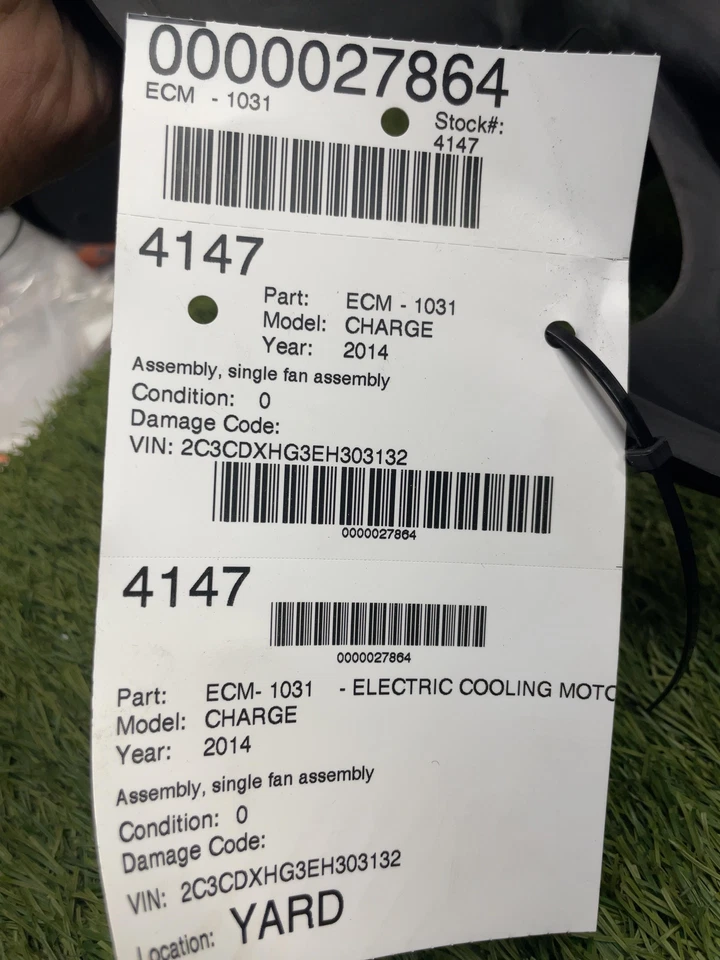 0000027864
ECM - 1031
Stock#:
4147
4147
Part: ECM - 1031
Model: CHARGE
Year: 2014
Assembly, single fan assembly
Condition: 0
Damage Code:
VIN: 2C3CDXHG3EH303132
0000027864
4147
0000027864
Part: ECM- 1031 - ELECTRIC COOLING MOTO
Model: CHARGE
Year: 2014
Assembly, single fan assembly
Condition: 0
Damage Code:
VIN: 2C3CDXHG3EH303132
Location: YARD